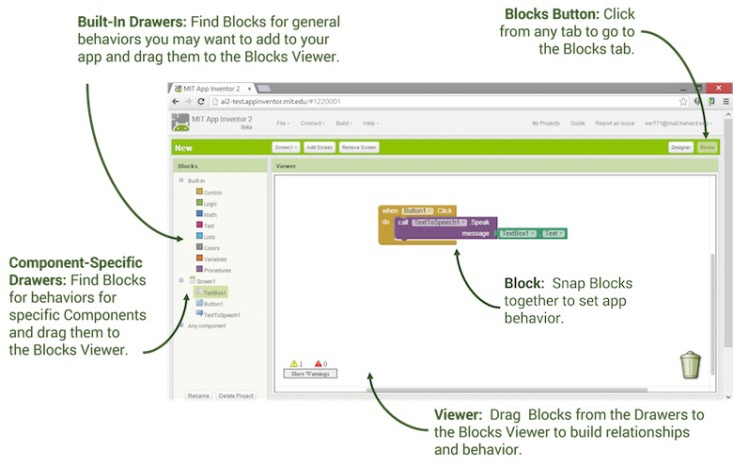 Built-In Drawers: Find Blocks for general
behaviors you may want to add to your
app and drag them to the Blocks Viewer.
Blocks Button: Click
from any tab to go to
the Blocks tab.
MIT App Inventor 2
ai2-test.appinventor.mit.edu/#1220001
MIT App Inventor 2
Beta
File Connect Build Help
My Projects Guide Report an Issue
New
Screen1 Add Screen Remove Screen
Designer Blocks
Blocks
Viewer
Built-in
Control
Logic
Math
Text
Lists
Colors
Variables
Procedures
Screen1
TextBox1
Button1
TextToSpeech1
Any component
when Button1 .Click
do call TextToSpeech1 .Speak
message TextBox1 . Text
Component-Specific
Drawers: Find Blocks
for behaviors for
specific Components
and drag them to
the Blocks Viewer.
Block: Snap Blocks
together to set app
behavior.
1 0
Show Warnings
Rename Delete Project
Viewer: Drag Blocks from the Drawers to
the Blocks Viewer to build relationships
and behavior.